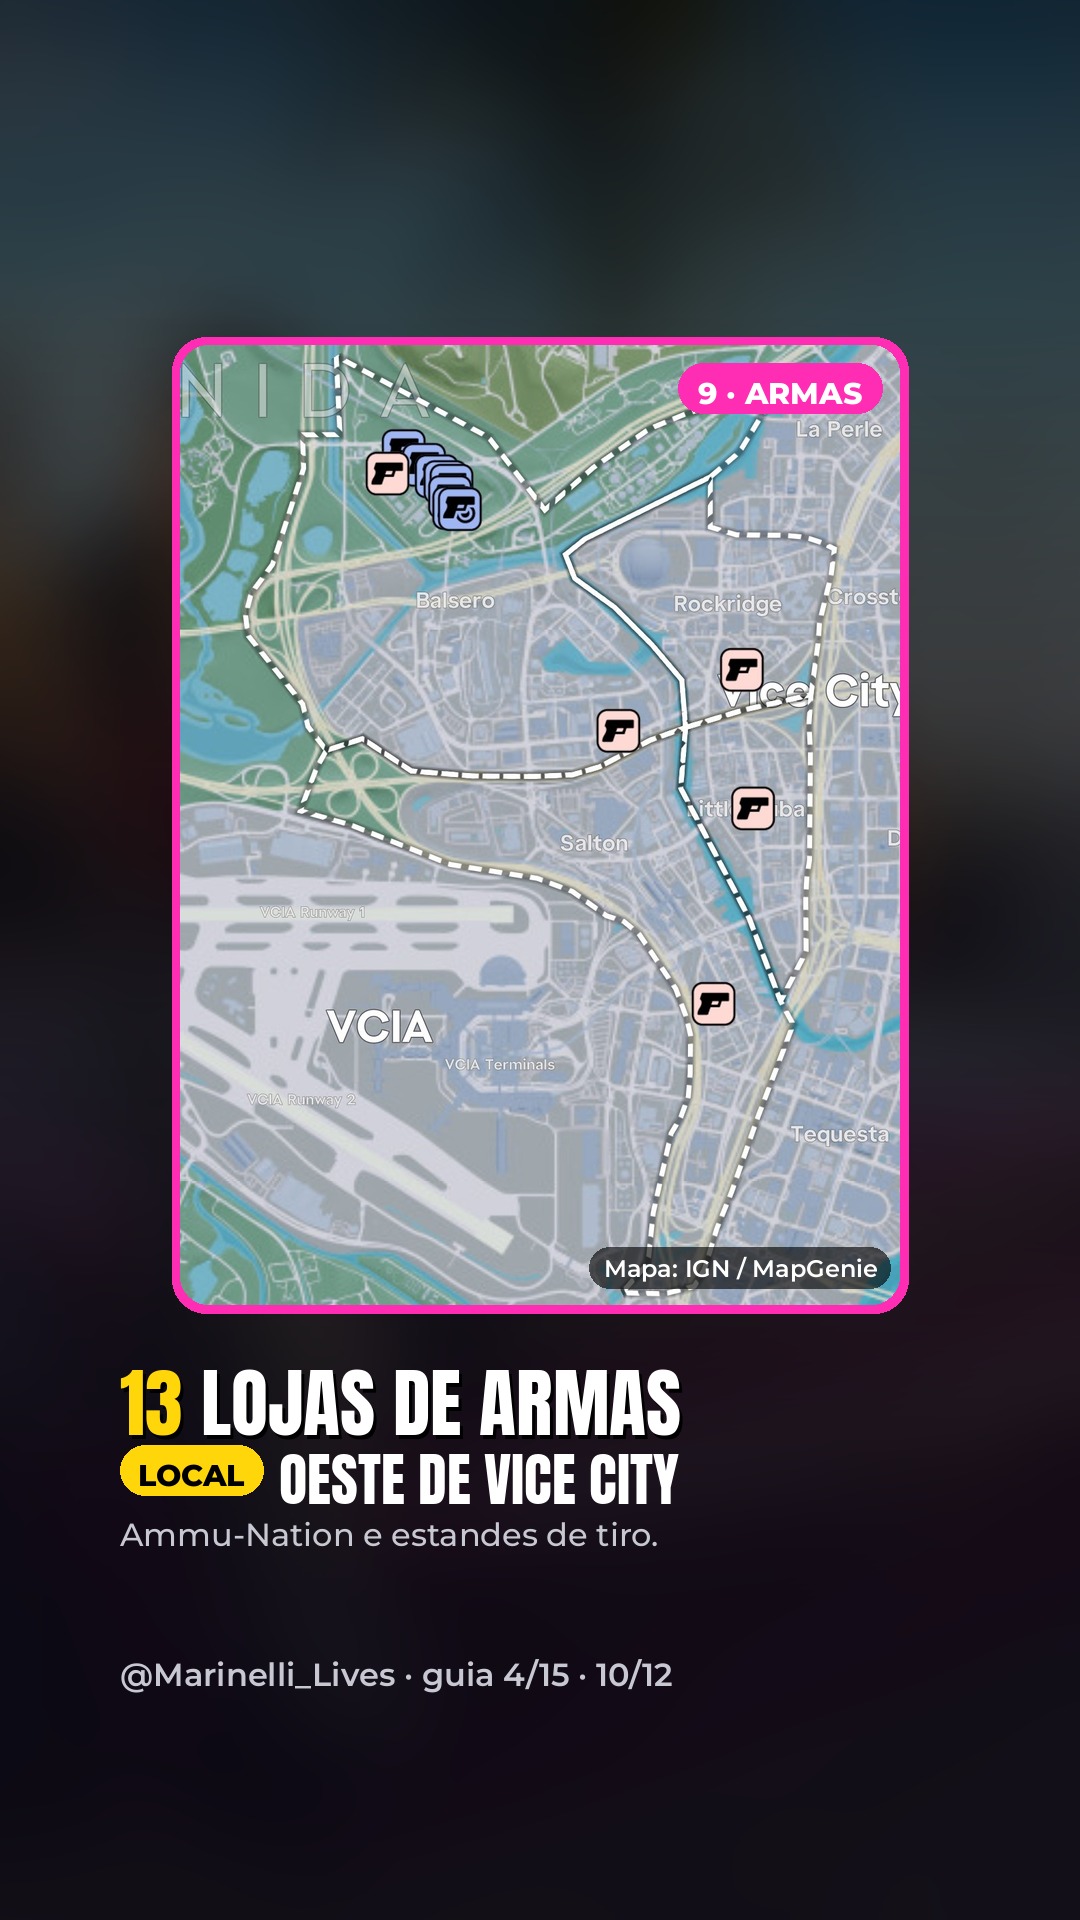 NIDA
9 · ARMAS
La Perle
Balsero
Rockridge
Vice City
Salton
VCIA Runway 1
VCIA
VCIA Terminals
VCIA Runway 2
Tequesta
Mapa: IGN / MapGenie
13 LOJAS DE ARMAS
LOCAL OESTE DE VICE CITY
Ammu-Nation e estandes de tiro.
@Marinelli_Lives · guia 4/15 · 10/12